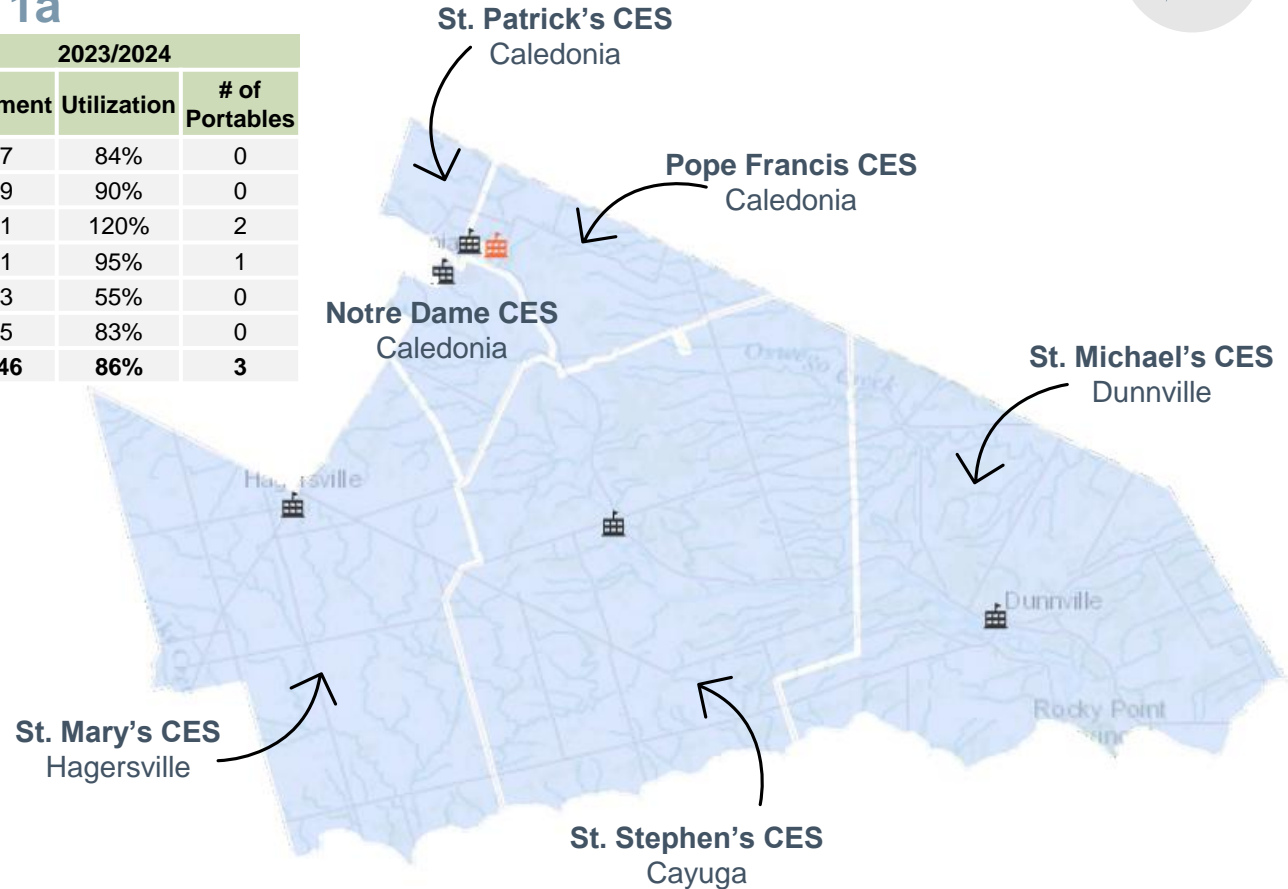 1a
2023/2024
ment Utilization # of Portables
7 84% 0
9 90% 0
1 120% 2
1 95% 1
3 55% 0
5 83% 0
46 86% 3
St. Patrick's CES
Caledonia
Pope Francis CES
Caledonia
Notre Dame CES
Caledonia
Oswego Creek
St. Michael's CES
Dunnville
Dunnville
Rocky Point
St. Mary's CES
Hagersville
St. Stephen's CES
Cayuga